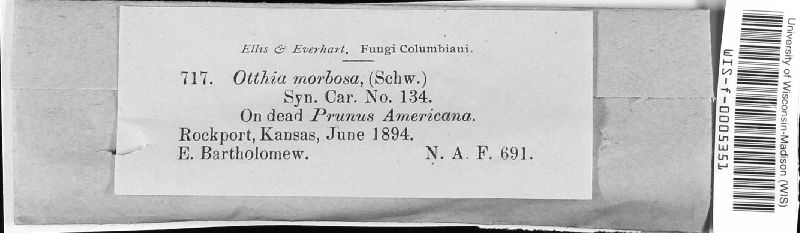 Ellis & Everhart. Fungi Columbiani.
717. Otthia morbosa, (Schw.)
Syn. Car. No. 134.
On dead Prunus Americana.
Rockport, Kansas, June 1894.
E. Bartholomew. N. A. F. 691.
University of Wisconsin-Madison (WIS)
WIS-f-0005351